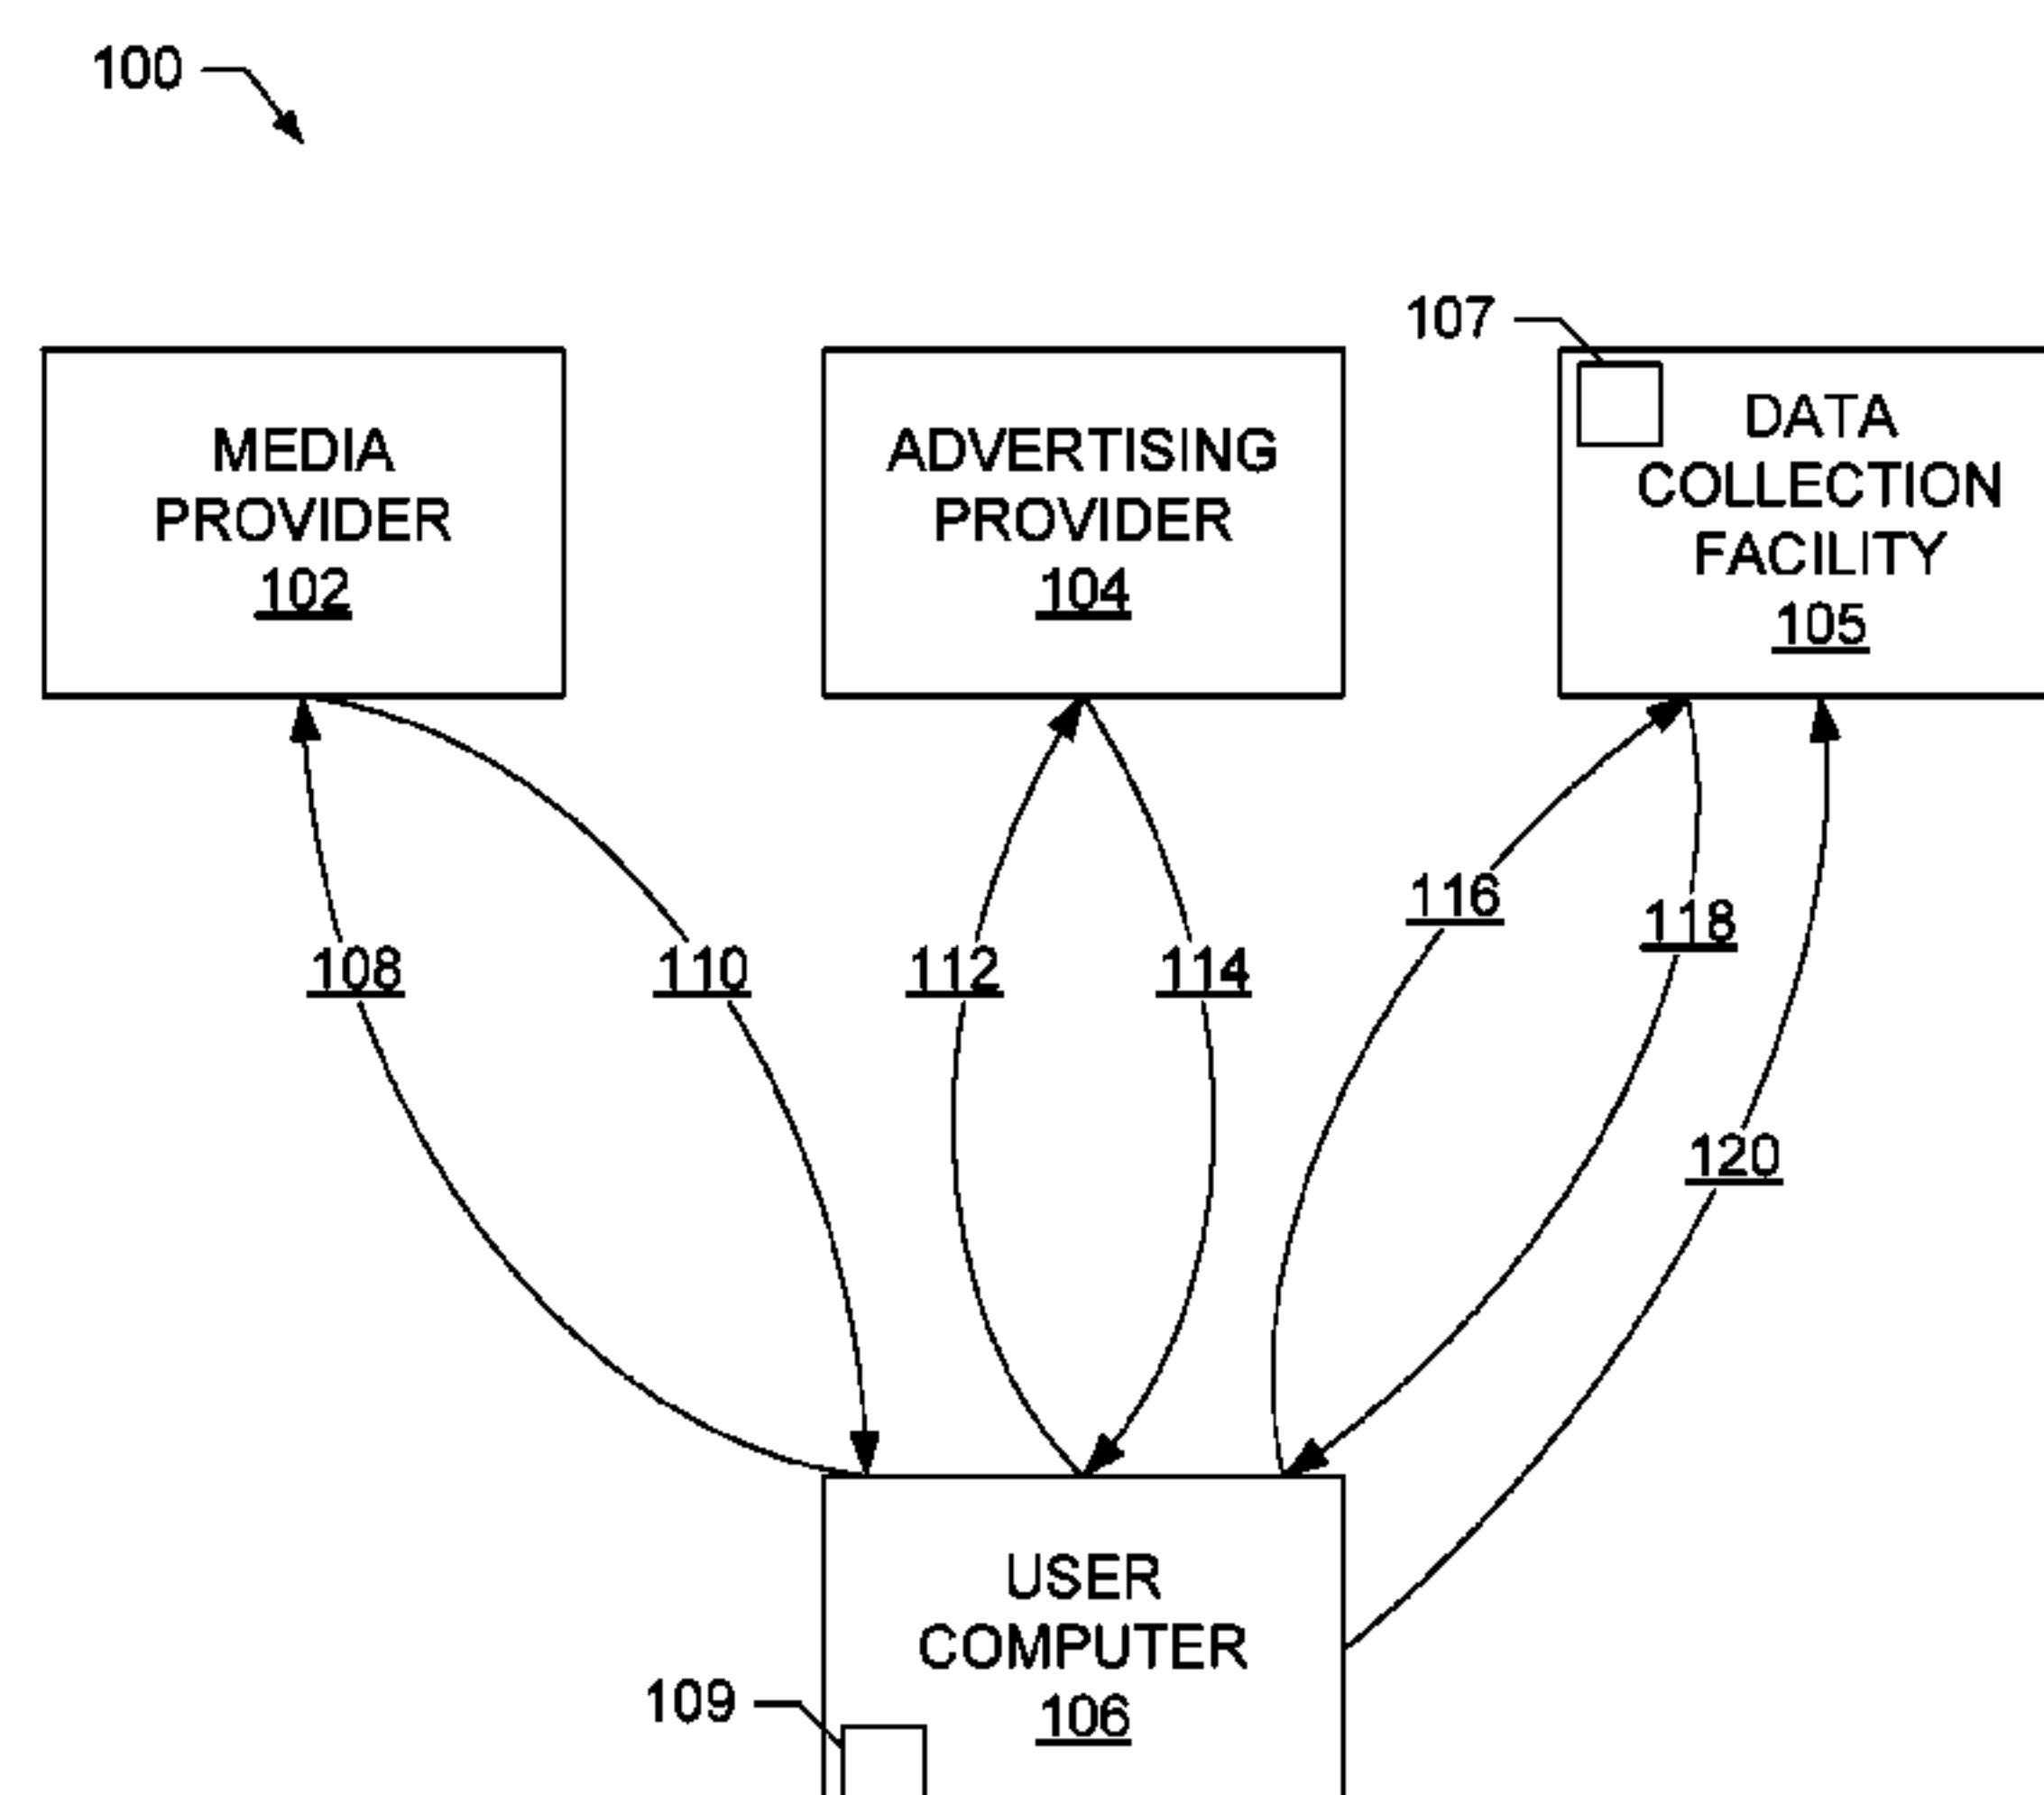 100
107
MEDIA
PROVIDER
102
ADVERTISING
PROVIDER
104
DATA
COLLECTION
FACILITY
105
108
110
112
114
116
118
120
USER
COMPUTER
106
109